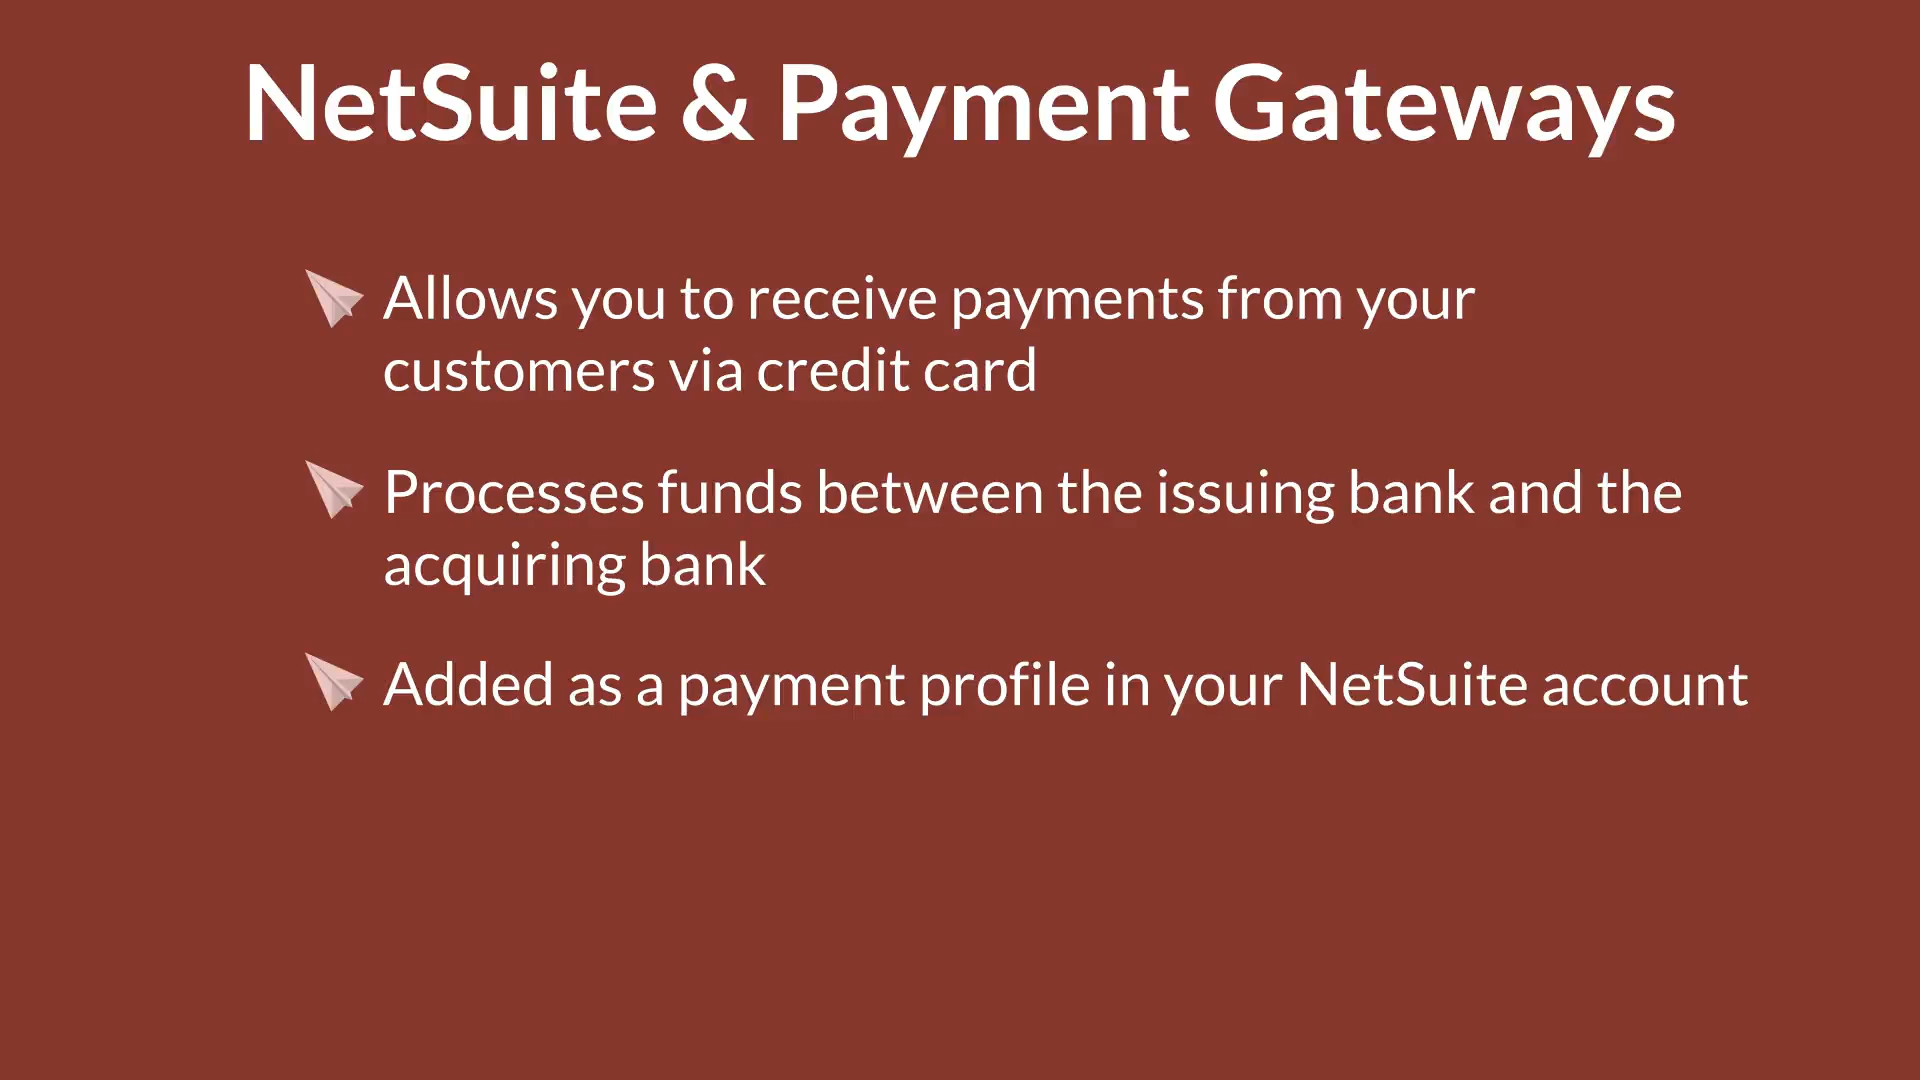 NetSuite & Payment Gateways
Allows you to receive payments from your
customers via credit card
Processes funds between the issuing bank and the
acquiring bank
Added as a payment profile in your NetSuite account